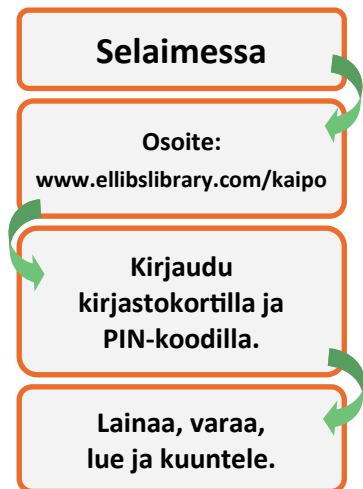 Selaimessa
Osoite:
www.ellibslibrary.com/kaipo
Kirjaudu
kirjastokortilla ja
PIN-koodilla.
Lainaa, varaa,
lue ja kuuntele.